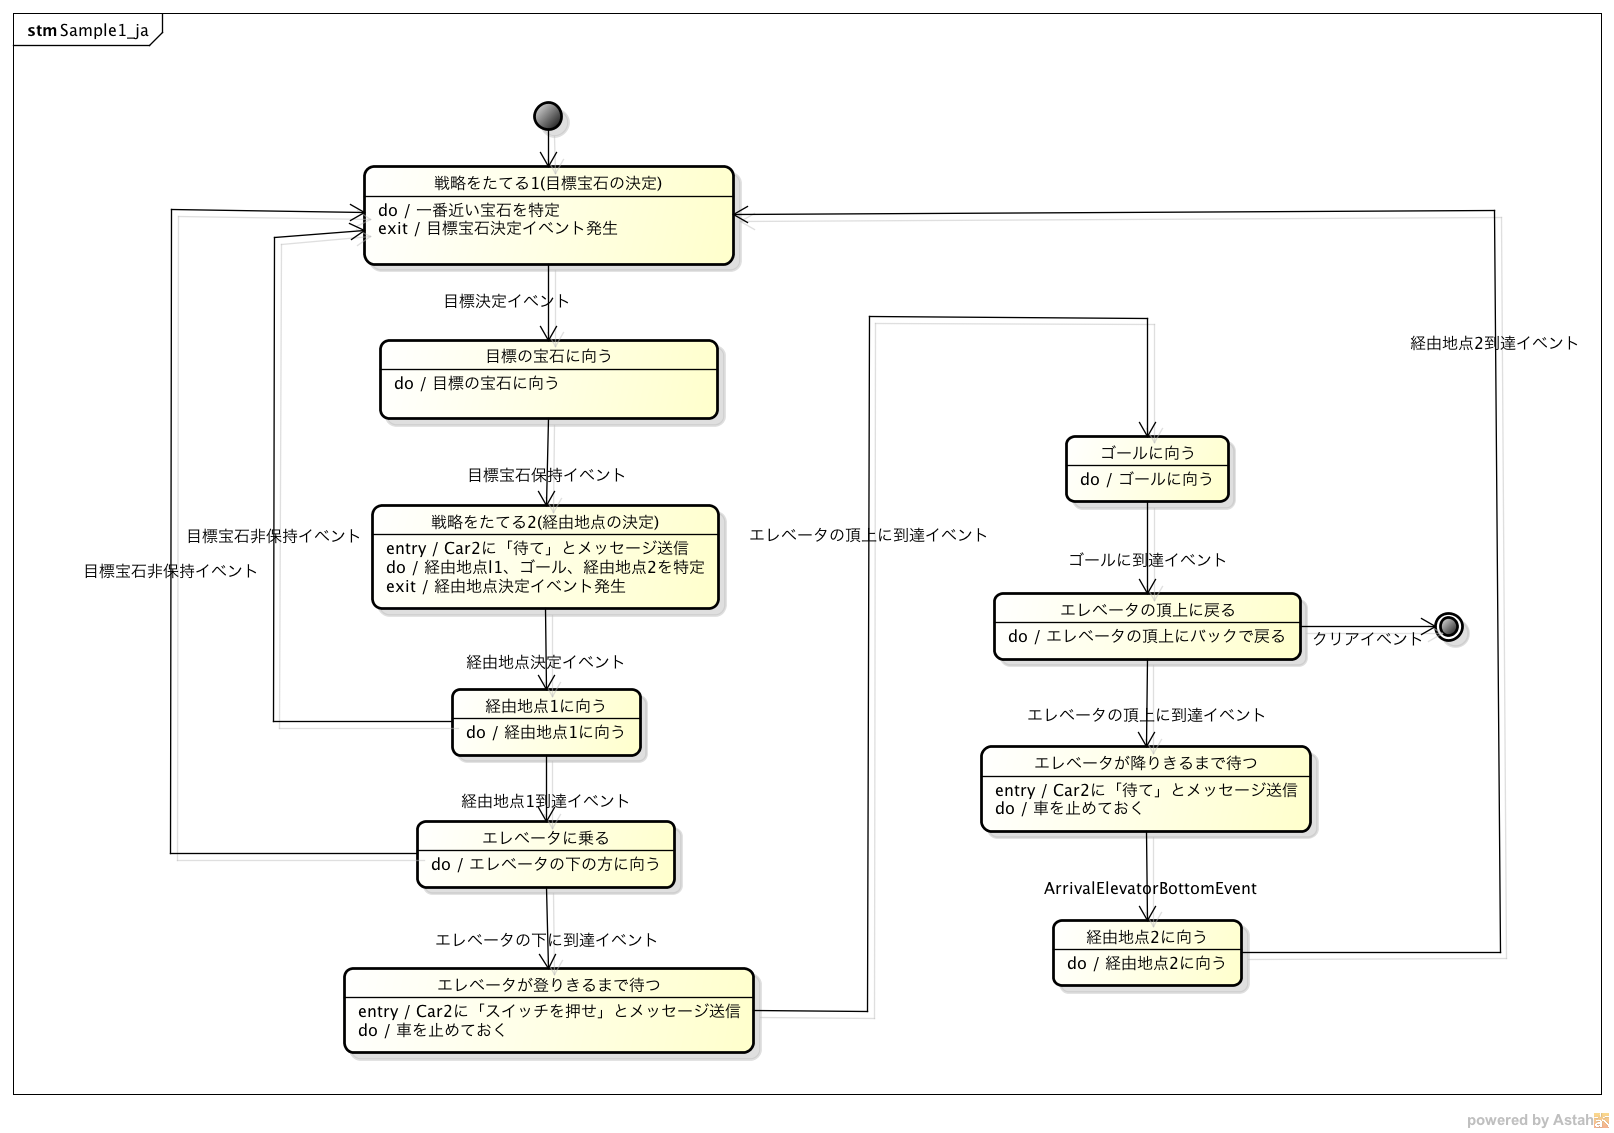 stm Sample1_ja
戦略をたてる1(目標宝石の決定)
do / 一番近い宝石を特定
exit / 目標宝石決定イベント発生
目標決定イベント
目標の宝石に向う
do / 目標の宝石に向う
目標宝石保持イベント
戦略をたてる2(経由地点の決定)
entry / Car2に「待て」とメッセージ送信
do / 経由地点l1、ゴール、経由地点2を特定
exit / 経由地点決定イベント発生
目標宝石非保持イベント
目標宝石非保持イベント
経由地点決定イベント
経由地点1に向う
do / 経由地点1に向う
経由地点1到達イベント
エレベータに乗る
do / エレベータの下の方に向う
エレベータの下に到達イベント
エレベータが登りきるまで待つ
entry / Car2に「スイッチを押せ」とメッセージ送信
do / 車を止めておく
エレベータの頂上に到達イベント
ゴールに向う
do / ゴールに向う
ゴールに到達イベント
エレベータの頂上に戻る
do / エレベータの頂上にバックで戻る
クリアイベント
エレベータの頂上に到達イベント
エレベータが降りきるまで待つ
entry / Car2に「待て」とメッセージ送信
do / 車を止めておく
ArrivalElevatorBottomEvent
経由地点2に向う
do / 経由地点2に向う
経由地点2到達イベント
powered by Astah